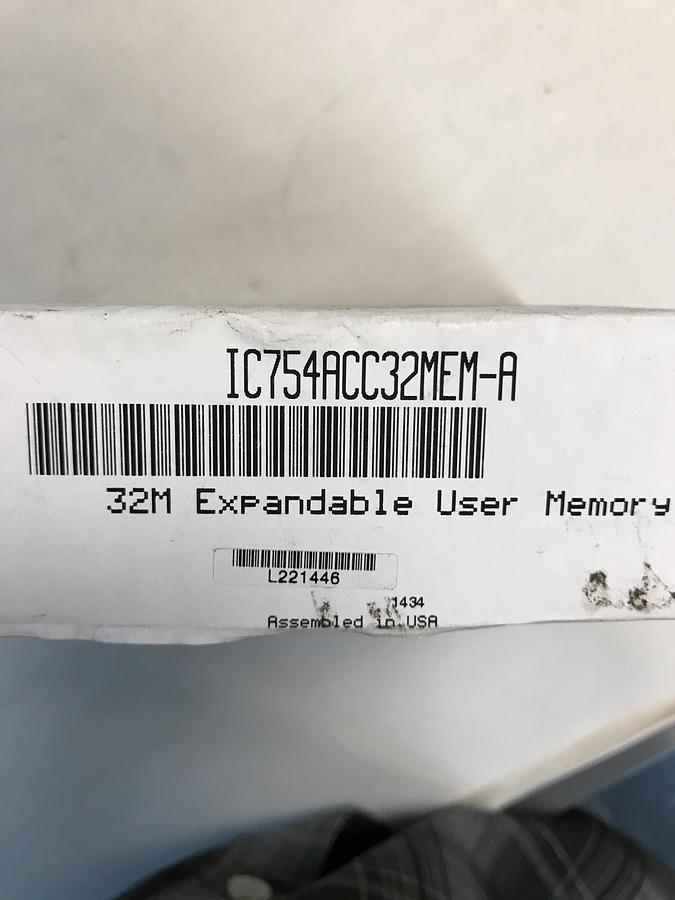 IC754ACC32MEM-A
32M Expandable User Memory
L221446
1434
Assembled in USA